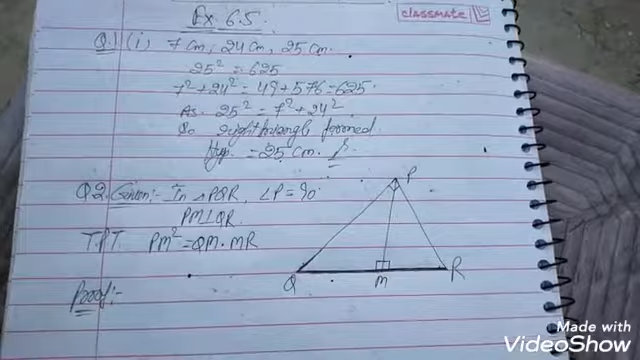 Ex 6.5
classmate
Q.1 (i) 7 cm, 24 cm, 25 cm.
25² = 625
7² + 24² = 49 + 576 = 625.
As 25² = 7² + 24²
So right triangle formed.
Hyp. = 25 cm.
Q2. Given:- In △PQR, ∠P = 90°
PM⊥QR.
T.P.T. PM² = QM · MR
P
Q
M
R
Proof:-
Made with
VideoShow